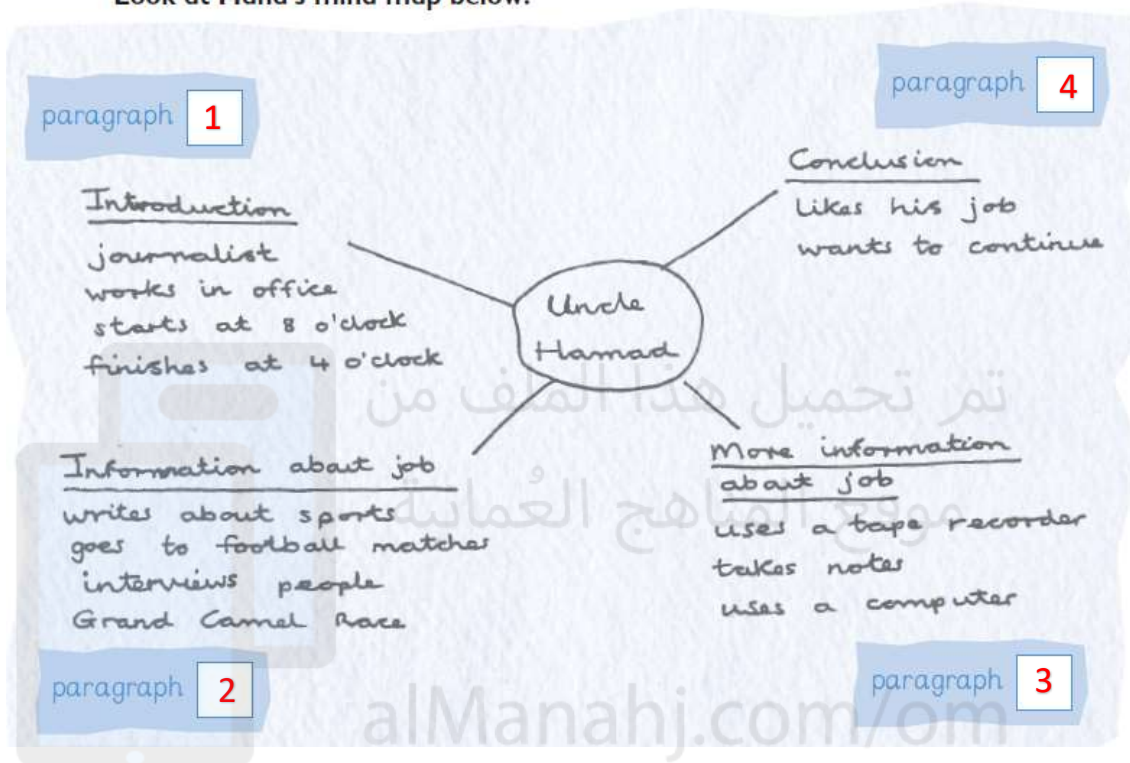 Look at Maha's mind map below.
paragraph 1
Introduction
journalist
works in office
starts at 8 o'clock
finishes at 4 o'clock
paragraph 4
Conclusion
likes his job
wants to continue
Uncle
Hamad
Information about job
writes about sports
goes to football matches
interviews people
Grand Camel Race
paragraph 2
More information
about job
uses a tape recorder
takes notes
uses a computer
paragraph 3
تم تحميل هذا الملف من
موقع المناهج العُمانية
alManahj.com/om